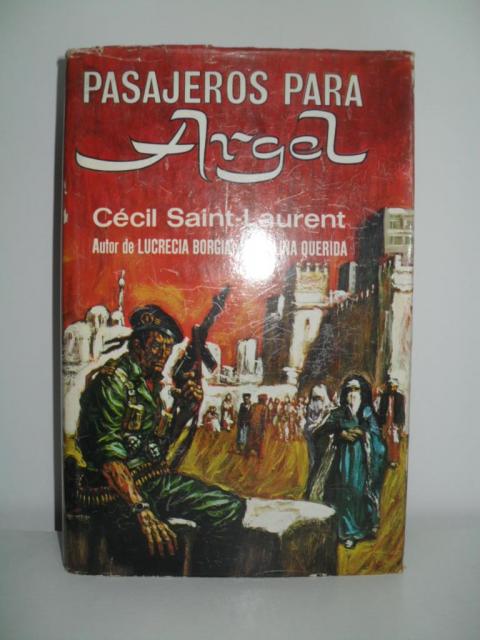 PASAJEROS PARA
Argel
Cécil Saint-Laurent
Autor de LUCRECIA BORGIA QUERIDA